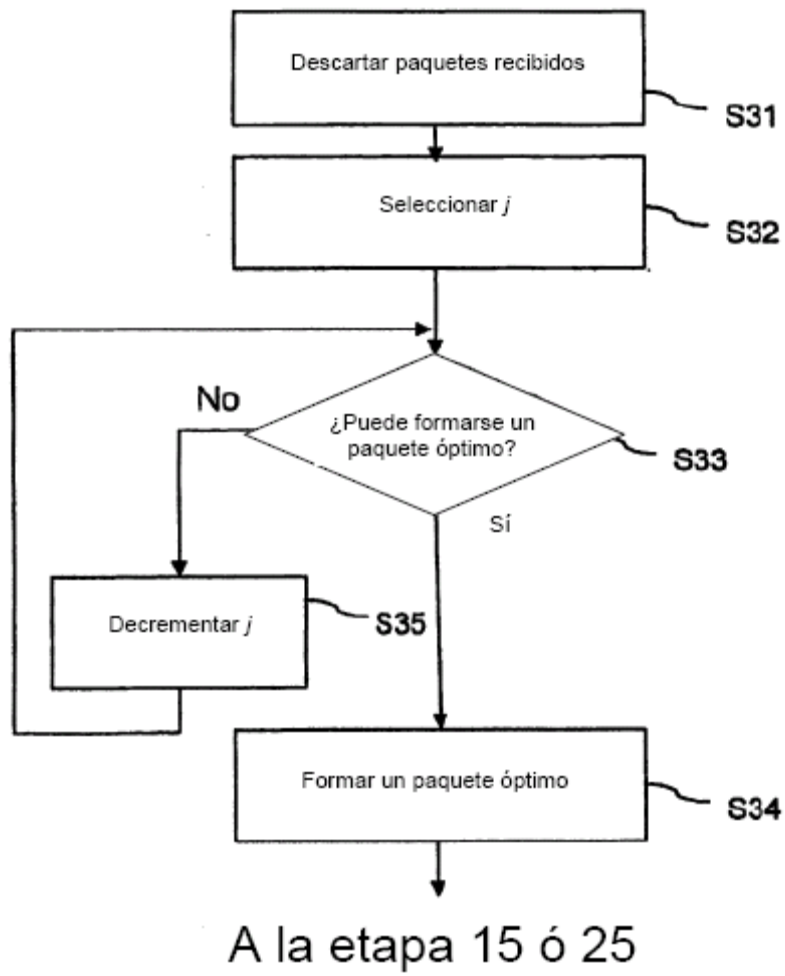 Descartar paquetes recibidos
S31
Seleccionar j
S32
No
¿Puede formarse un
paquete óptimo?
S33
Sí
Decrementar j
S35
Formar un paquete óptimo
S34
A la etapa 15 ó 25